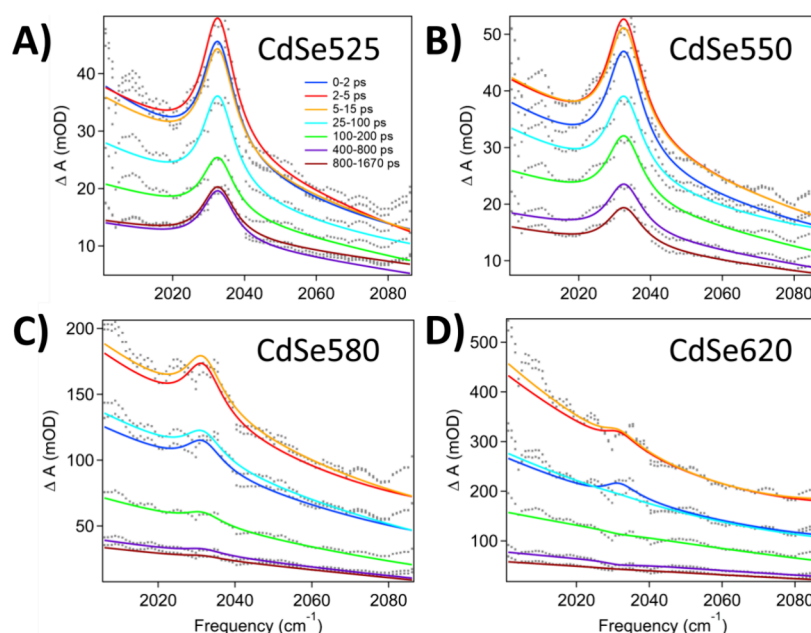 A)
CdSe525
0-2 ps
2-5 ps
5-15 ps
25-100 ps
100-200 ps
400-800 ps
800-1670 ps
Δ A (mOD)
40
30
20
10
2020
2040
2060
2080
B)
CdSe550
Δ A (mOD)
50
40
30
20
10
2020
2040
2060
2080
C)
CdSe580
Δ A (mOD)
200
150
100
50
2020
2040
2060
2080
Frequency (cm⁻¹)
D)
CdSe620
Δ A (mOD)
500
400
300
200
100
2020
2040
2060
2080
Frequency (cm⁻¹)